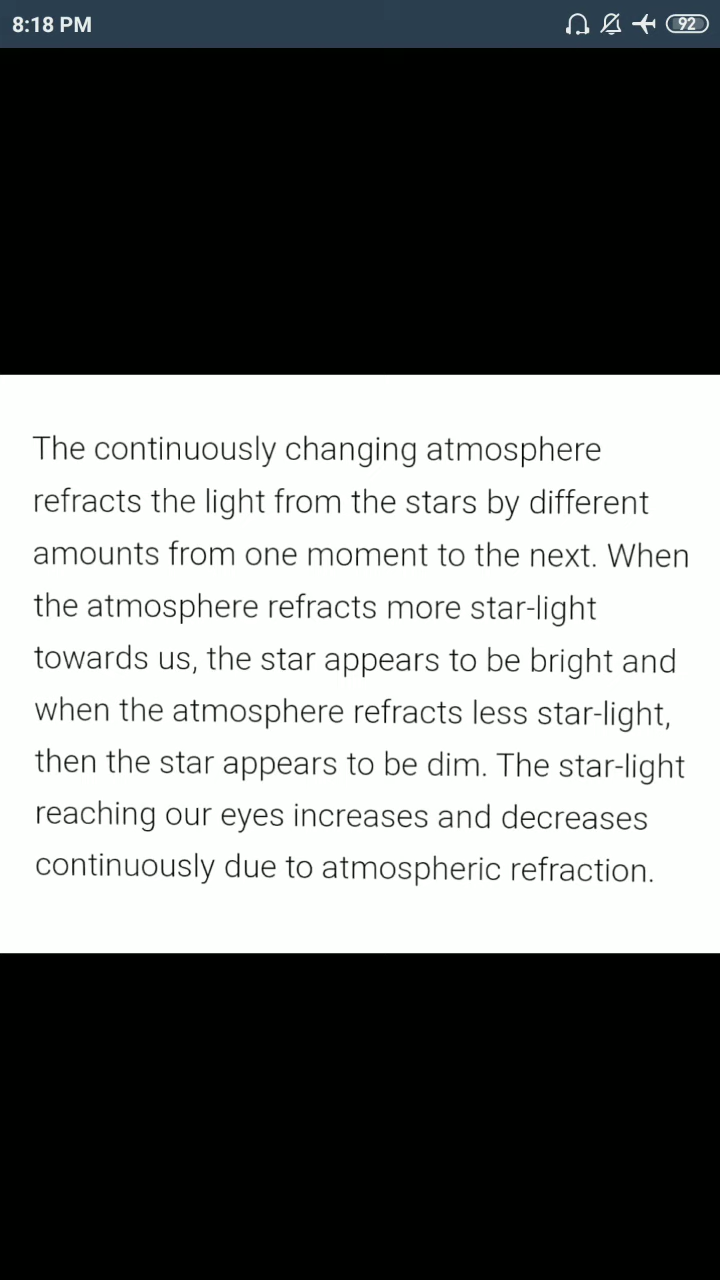 8:18 PM
92
The continuously changing atmosphere
refracts the light from the stars by different
amounts from one moment to the next. When
the atmosphere refracts more star-light
towards us, the star appears to be bright and
when the atmosphere refracts less star-light,
then the star appears to be dim. The star-light
reaching our eyes increases and decreases
continuously due to atmospheric refraction.